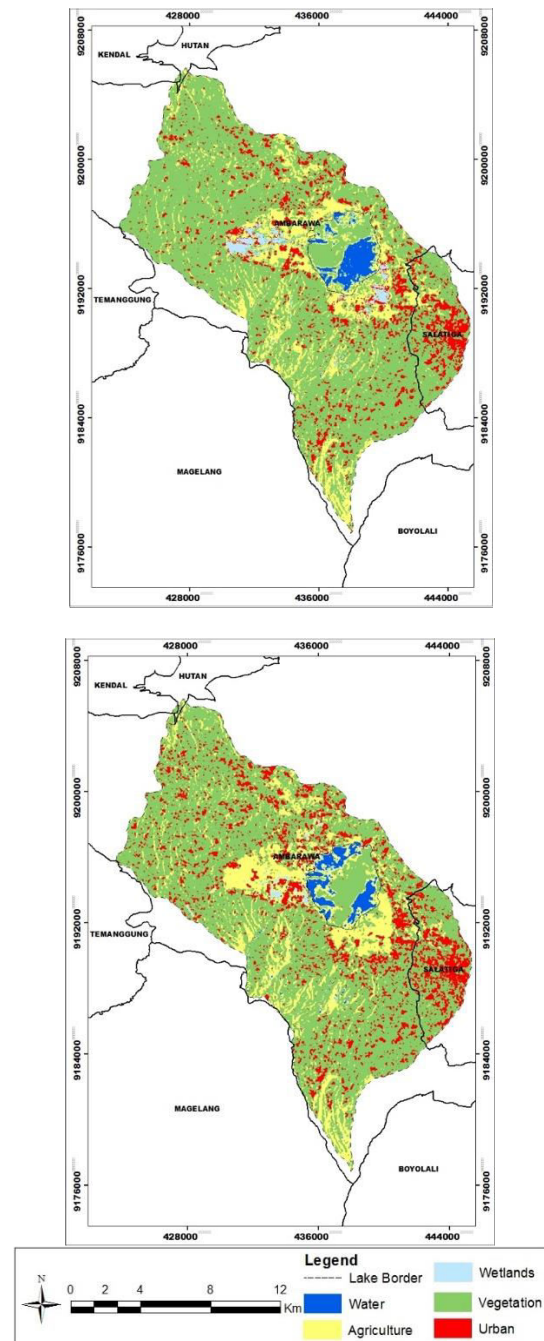 428000 436000 444000
9208000 9208000
HUTAN
KENDAL
9200000 9200000
AMBARAWA
9192000 9192000
TEMANGGUNG
SALATIGA
9184000 9184000
MAGELANG
BOYOLALI
9176000 9176000
428000 436000 444000
428000 436000 444000
9208000 9208000
HUTAN
KENDAL
9200000 9200000
AMBARAWA
9192000 9192000
TEMANGGUNG
SALATIGA
9184000 9184000
MAGELANG
BOYOLALI
9176000 9176000
428000 436000 444000
Legend
N
0 2 4 8 12
Km
Lake Border
Water
Agriculture
Wetlands
Vegetation
Urban